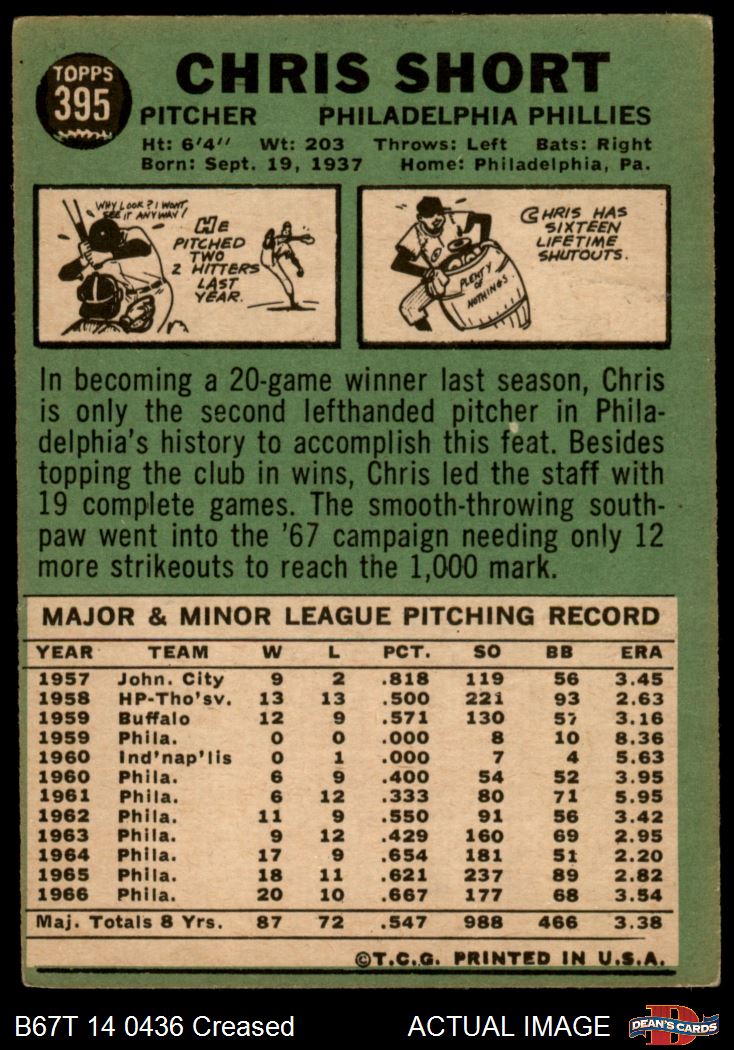 TOPPS
395
CHRIS SHORT
PITCHER PHILADELPHIA PHILLIES
Ht: 6'4" Wt: 203 Throws: Left Bats: Right
Born: Sept. 19, 1937 Home: Philadelphia, Pa.
WHY LOOK? I WON'T
SEE IT ANYWAY!
HE
PITCHED
TWO
2 HITTERS
LAST
YEAR.
CHRIS HAS
SIXTEEN
LIFETIME
SHUTOUTS.
PLENTY
OF
NOTHINGS
In becoming a 20-game winner last season, Chris
is only the second lefthanded pitcher in Phila-
delphia's history to accomplish this feat. Besides
topping the club in wins, Chris led the staff with
19 complete games. The smooth-throwing south-
paw went into the '67 campaign needing only 12
more strikeouts to reach the 1,000 mark.
MAJOR & MINOR LEAGUE PITCHING RECORD
YEAR TEAM W L PCT. SO BB ERA
1957 John. City 9 2 .818 119 56 3.45
1958 HP-Tho'sv. 13 13 .500 221 93 2.63
1959 Buffalo 12 9 .571 130 57 3.16
1959 Phila. 0 0 .000 8 10 8.36
1960 Ind'nap'lis 0 1 .000 7 4 5.63
1960 Phila. 6 9 .400 54 52 3.95
1961 Phila. 6 12 .333 80 71 5.95
1962 Phila. 11 9 .550 91 56 3.42
1963 Phila. 9 12 .429 160 69 2.95
1964 Phila. 17 9 .654 181 51 2.20
1965 Phila. 18 11 .621 237 89 2.82
1966 Phila. 20 10 .667 177 68 3.54
Maj. Totals 8 Yrs. 87 72 .547 988 466 3.38
©T.C.G. PRINTED IN U.S.A.
B67T 14 0436 Creased ACTUAL IMAGE
D
DEAN'S CARDS